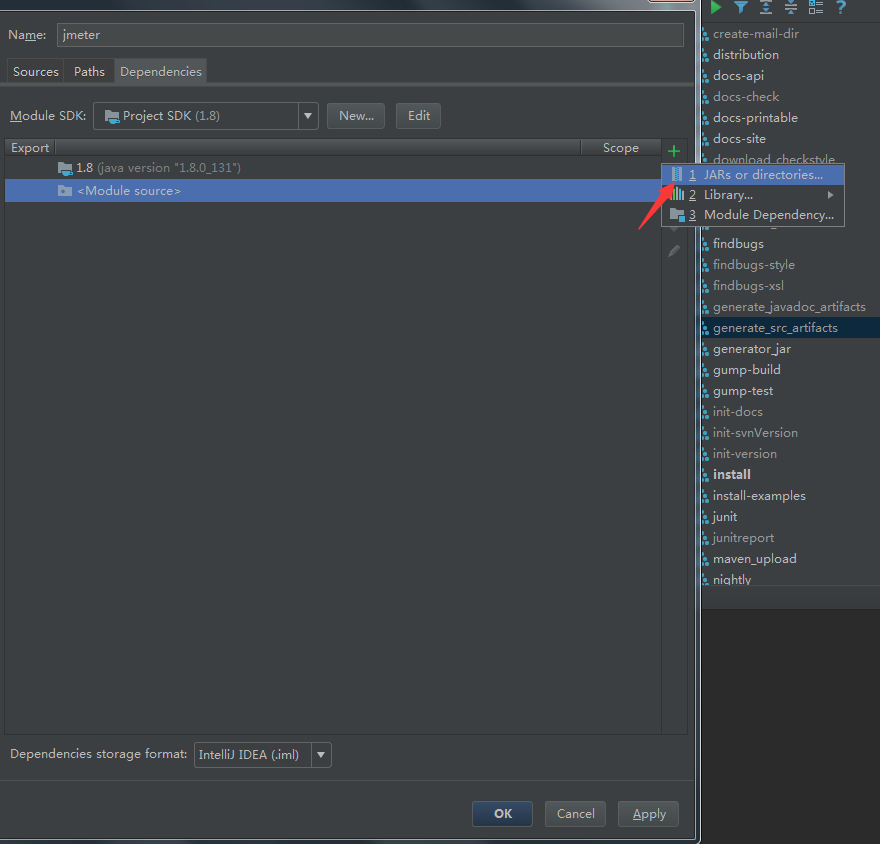 Name: jmeter
Sources Paths Dependencies
Module SDK: Project SDK (1.8) New... Edit
Export Scope
1.8 (java version "1.8.0_131")
<Module source>
1 JARs or directories...
2 Library...
3 Module Dependency...
Dependencies storage format: IntelliJ IDEA (.iml)
OK Cancel Apply
create-mail-dir
distribution
docs-api
docs-check
docs-printable
docs-site
download_checkstyle
findbugs
findbugs-style
findbugs-xsl
generate_javadoc_artifacts
generate_src_artifacts
generator_jar
gump-build
gump-test
init-docs
init-svnVersion
init-version
install
install-examples
junit
junitreport
maven_upload
nightly